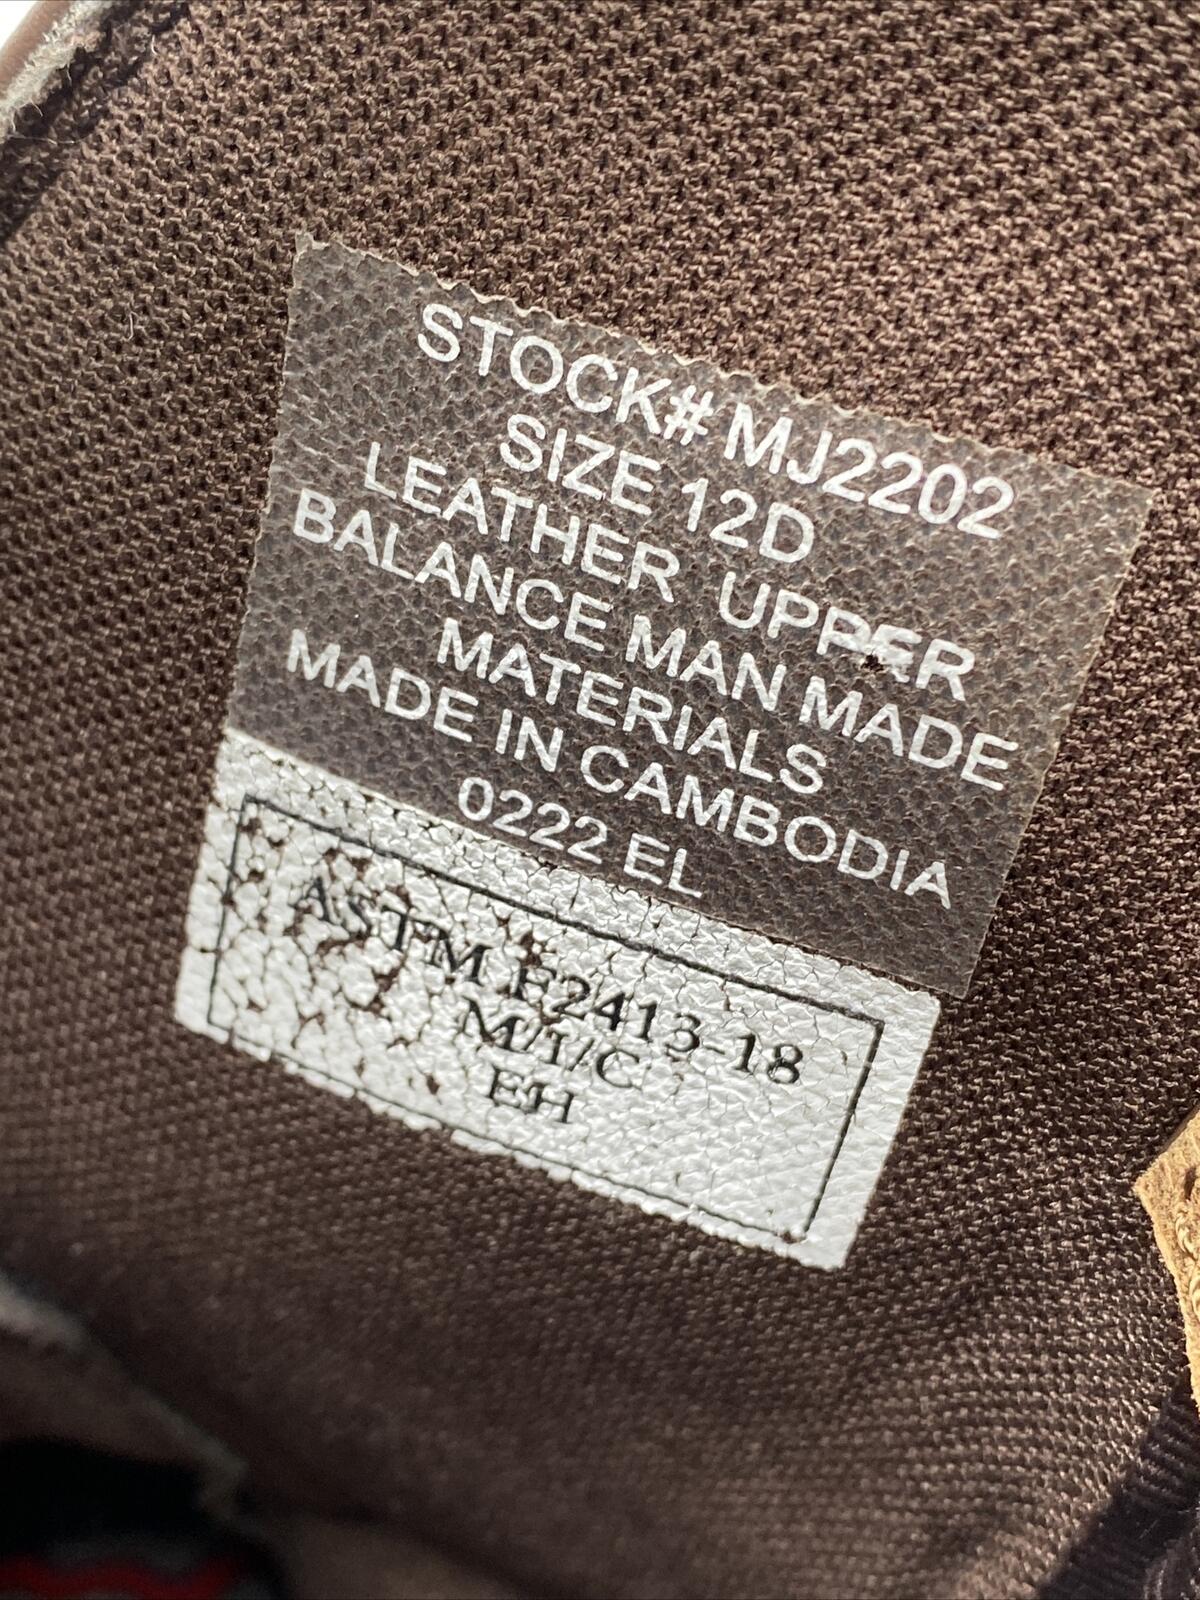 STOCK# MJ2202
SIZE 12D
LEATHER UPPER
BALANCE MAN MADE
MATERIALS
MADE IN CAMBODIA
0222 EL
ASTM F2413-18
M/I/C
EH